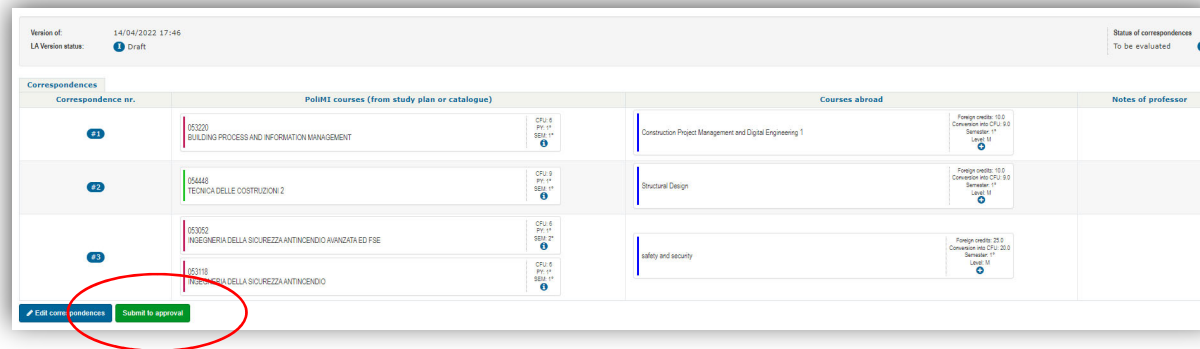 Version of: 14/04/2022 17:46
Status of correspondences
LA Version status: Draft
To be evaluated
Correspondences
Correspondence nr. PoliMI courses (from study plan or catalogue) Courses abroad Notes of professor
#1
053220
BUILDING PROCESS AND INFORMATION MANAGEMENT
CFU: 6
PY: 1°
SEM: 1°
Construction Project Management and Digital Engineering 1
Foreign credits: 10.0
Conversion into CFU: 9.0
Semester: 1°
Level: M
#2
054448
TECNICA DELLE COSTRUZIONI 2
CFU: 9
PY: 1°
SEM: 1°
Structural Design
Foreign credits: 10.0
Conversion into CFU: 9.0
Semester: 1°
Level: M
#3
053052
INGEGNERIA DELLA SICUREZZA ANTINCENDIO AVANZATA ED FSE
CFU: 6
PY: 1°
SEM: 2°
053118
INGEGNERIA DELLA SICUREZZA ANTINCENDIO
CFU: 6
PY: 1°
SEM: 1°
safety and security
Foreign credits: 25.0
Conversion into CFU: 20.0
Semester: 1°
Level: M
Edit correspondences Submit to approval